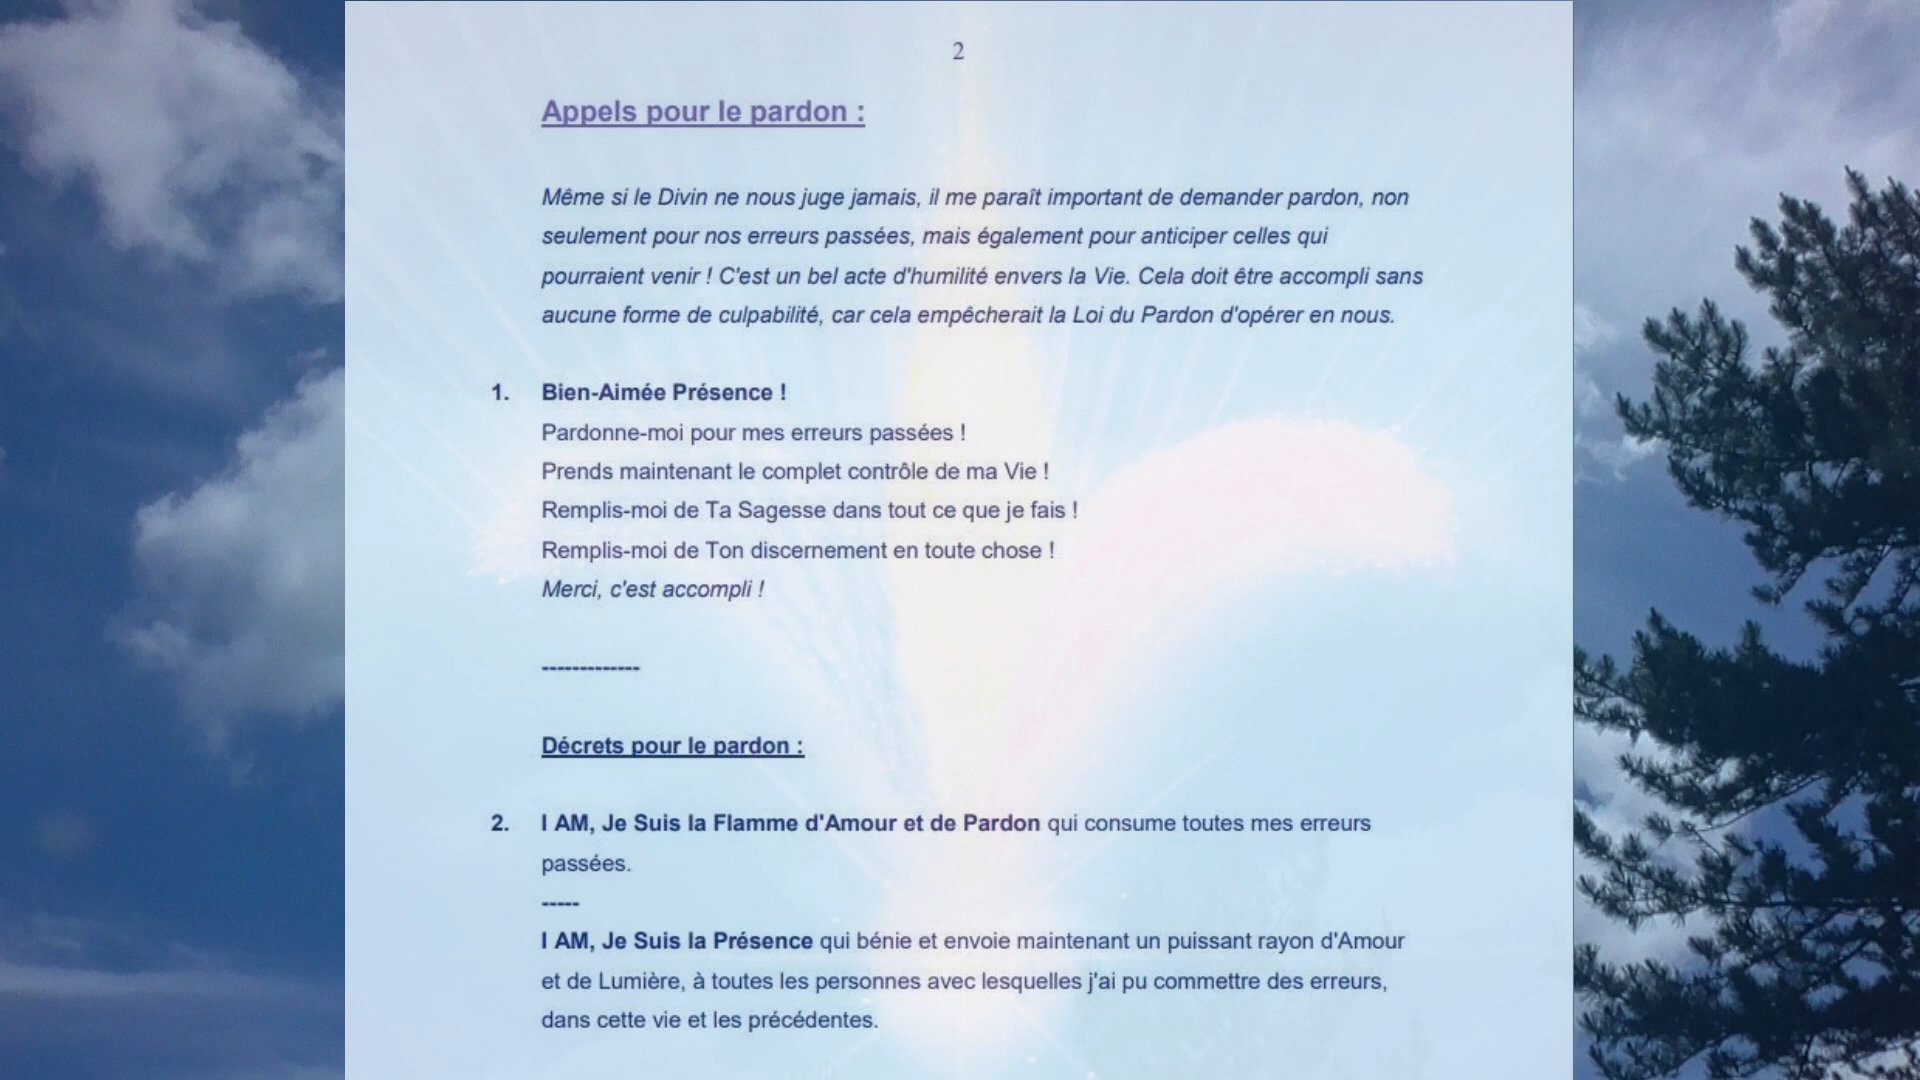 2
Appels pour le pardon :
Même si le Divin ne nous juge jamais, il me paraît important de demander pardon, non
seulement pour nos erreurs passées, mais également pour anticiper celles qui
pourraient venir ! C'est un bel acte d'humilité envers la Vie. Cela doit être accompli sans
aucune forme de culpabilité, car cela empêcherait la Loi du Pardon d'opérer en nous.
1. Bien-Aimée Présence !
Pardonne-moi pour mes erreurs passées !
Prends maintenant le complet contrôle de ma Vie !
Remplis-moi de Ta Sagesse dans tout ce que je fais !
Remplis-moi de Ton discernement en toute chose !
Merci, c'est accompli !
-------------
Décrets pour le pardon :
2. I AM, Je Suis la Flamme d'Amour et de Pardon qui consume toutes mes erreurs
passées.
-----
I AM, Je Suis la Présence qui bénie et envoie maintenant un puissant rayon d'Amour
et de Lumière, à toutes les personnes avec lesquelles j'ai pu commettre des erreurs,
dans cette vie et les précédentes.